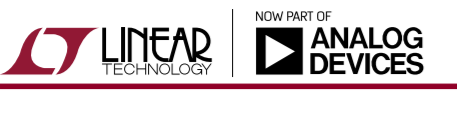 LINEAR
TECHNOLOGY
NOW PART OF
ANALOG
DEVICES